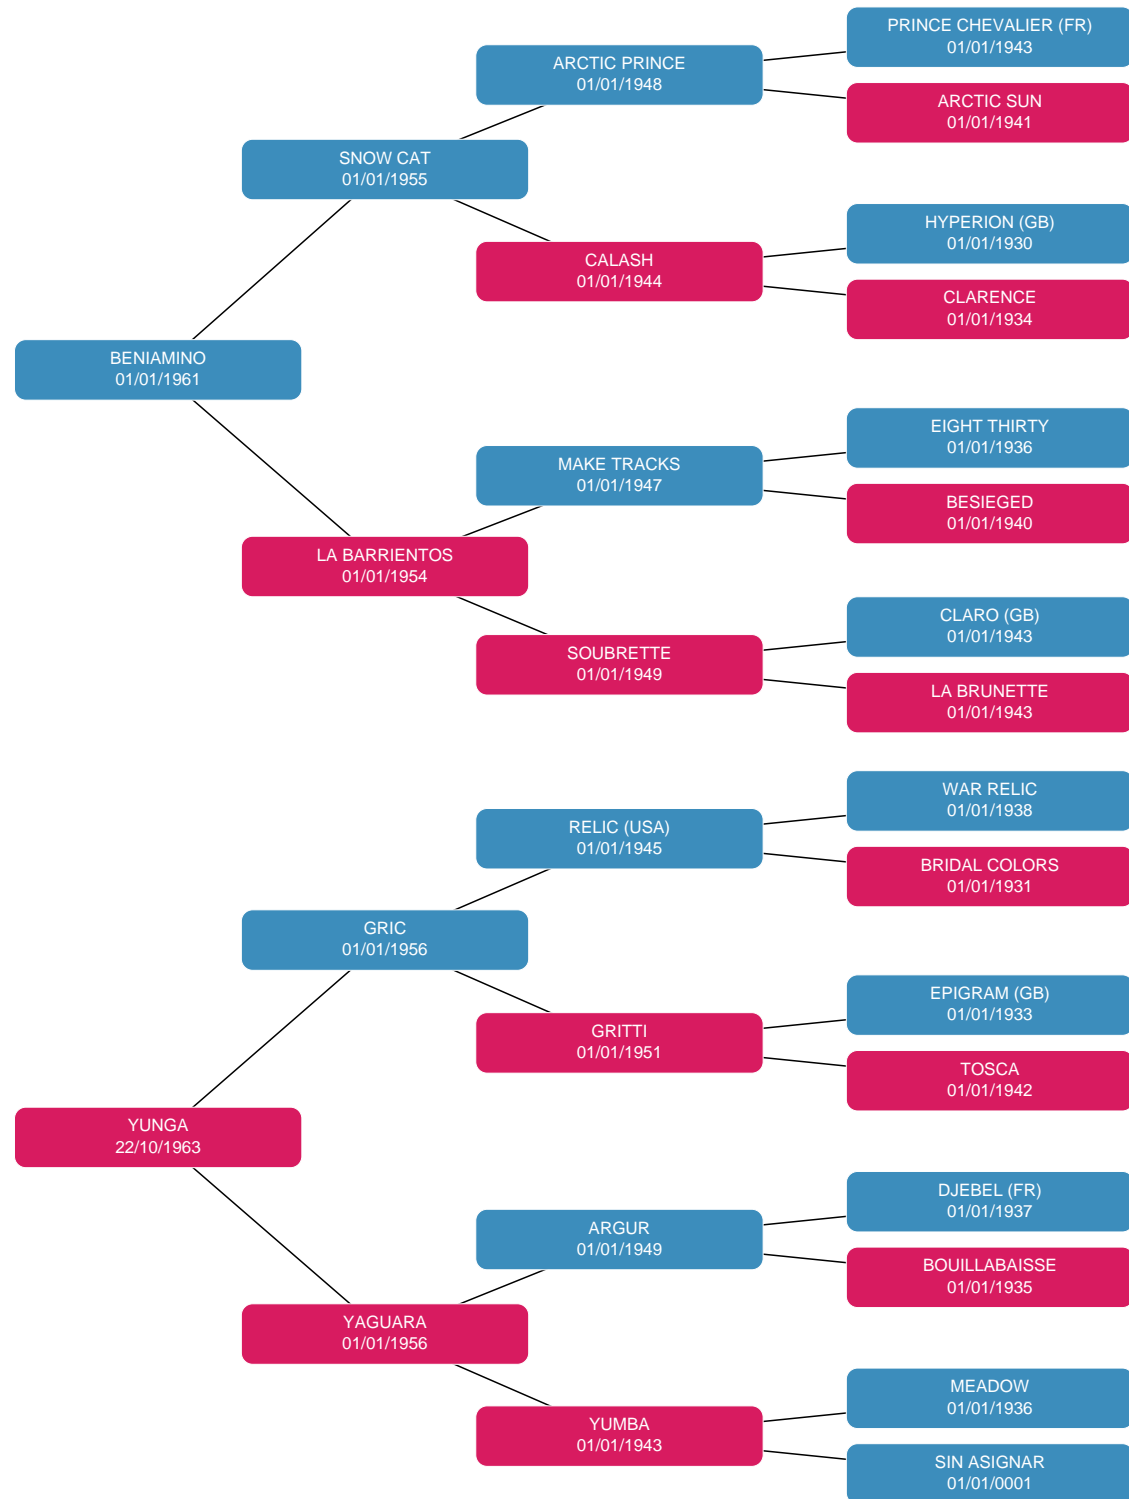 PRINCE CHEVALIER (FR)
01/01/1943
ARCTIC PRINCE
01/01/1948
ARCTIC SUN
01/01/1941
SNOW CAT
01/01/1955
HYPERION (GB)
01/01/1930
CALASH
01/01/1944
CLARENCE
01/01/1934
BENIAMINO
01/01/1961
EIGHT THIRTY
01/01/1936
MAKE TRACKS
01/01/1947
BESIEGED
01/01/1940
LA BARRIENTOS
01/01/1954
CLARO (GB)
01/01/1943
SOUBRETTE
01/01/1949
LA BRUNETTE
01/01/1943
WAR RELIC
01/01/1938
RELIC (USA)
01/01/1945
BRIDAL COLORS
01/01/1931
GRIC
01/01/1956
EPIGRAM (GB)
01/01/1933
GRITTI
01/01/1951
TOSCA
01/01/1942
YUNGA
22/10/1963
DJEBEL (FR)
01/01/1937
ARGUR
01/01/1949
BOUILLABAISSE
01/01/1935
YAGUARA
01/01/1956
MEADOW
01/01/1936
YUMBA
01/01/1943
SIN ASIGNAR
01/01/0001